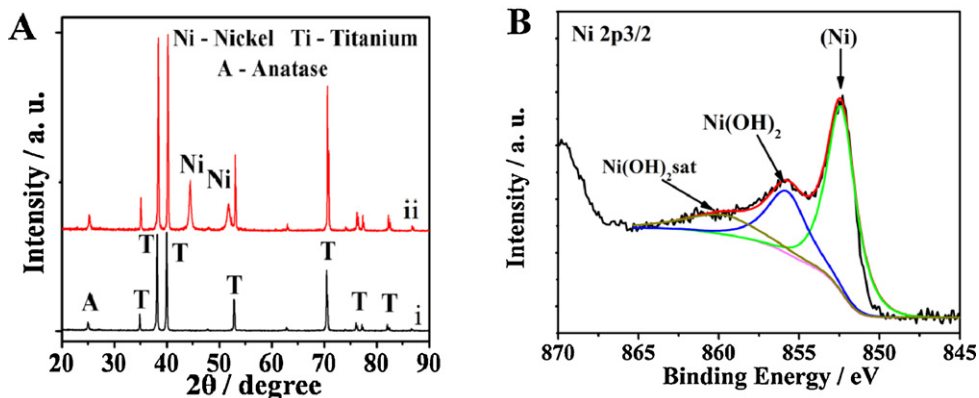 A
Ni - Nickel Ti - Titanium
A - Anatase
Ni
Ni
ii
T
T
T
T
A
T
T
T
i
20 30 40 50 60 70 80 90
2θ / degree
Intensity / a. u.
B
Ni 2p3/2
(Ni)
Ni(OH)2
Ni(OH)2sat
870 865 860 855 850 845
Binding Energy / eV
Intensity / a. u.